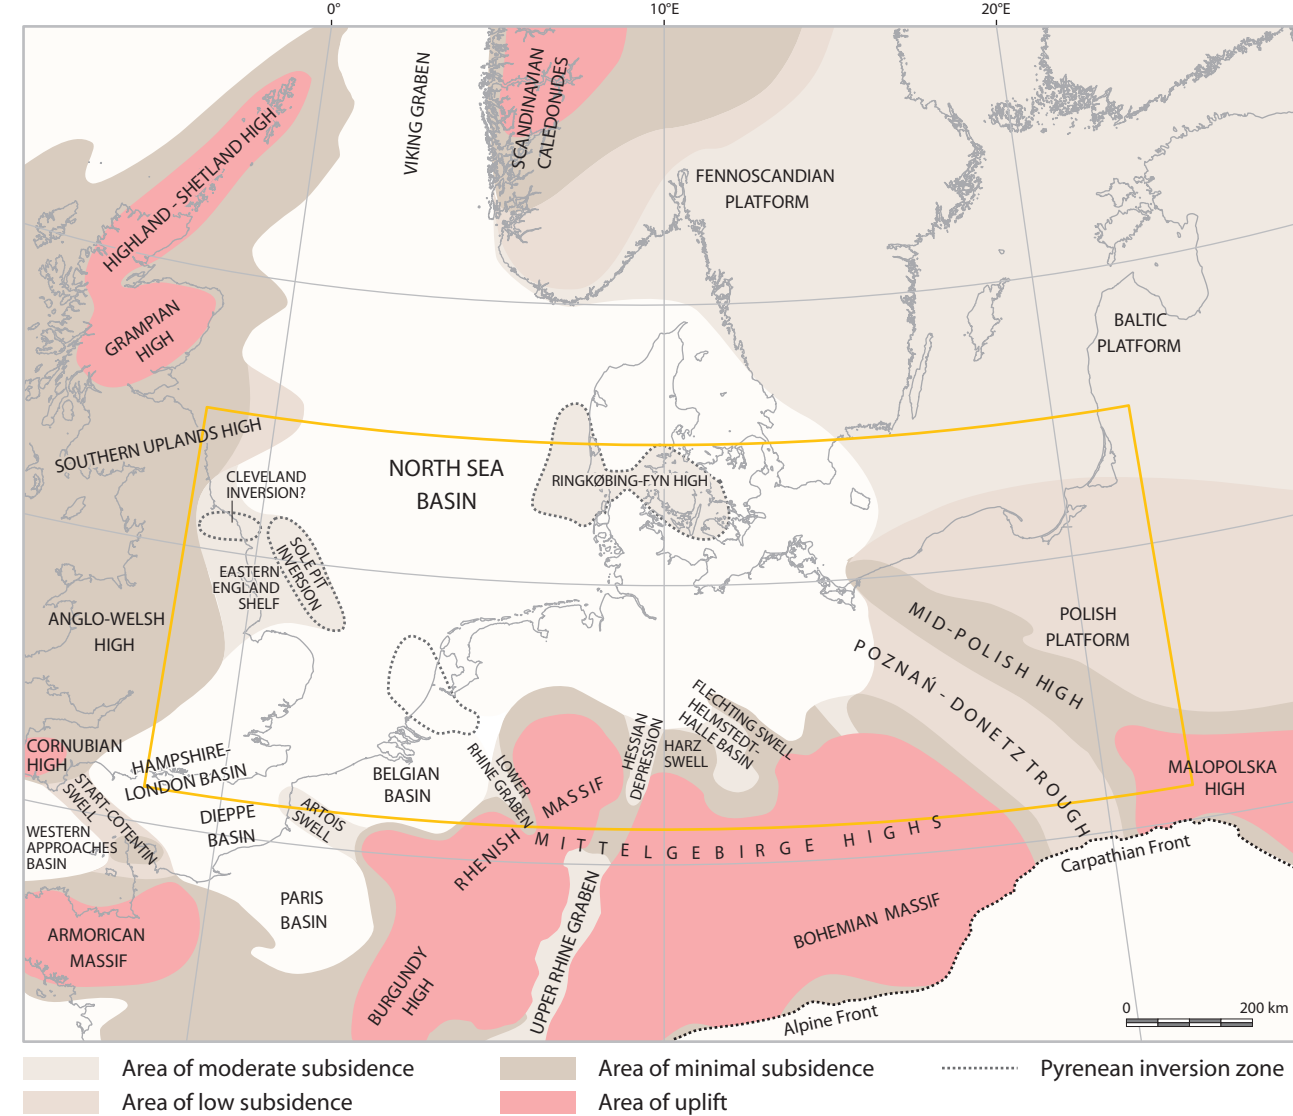 0°
10°E
20°E
VIKING GRABEN
SCANDINAVIAN
CALEDONIDES
HIGHLAND - SHETLAND HIGH
FENNOSCANDIAN
PLATFORM
GRAMPIAN
HIGH
BALTIC
PLATFORM
SOUTHERN UPLANDS HIGH
CLEVELAND
INVERSION?
NORTH SEA
BASIN
RINGKØBING-FYN HIGH
SOLE PIT
INVERSION
EASTERN
ENGLAND
SHELF
ANGLO-WELSH
HIGH
MID-POLISH HIGH
POLISH
PLATFORM
POZNAŃ - DONETZ TROUGH
FLECHTING SWELL
HELMSTEDT-
HALLE BASIN
HESSIAN
DEPRESSION
HARZ
SWELL
LOWER
RHINE GRABEN
CORNUBIAN
HIGH
HAMPSHIRE-
LONDON BASIN
BELGIAN
BASIN
MALOPOLSKA
HIGH
START-COTENTIN
SWELL
DIEPPE
BASIN
ARTOIS
SWELL
RHENISH MASSIF
MITTELGEBIRGE HIGHS
WESTERN
APPROACHES
BASIN
Carpathian Front
PARIS
BASIN
ARMORICAN
MASSIF
BURGUNDY
HIGH
UPPER RHINE GRABEN
BOHEMIAN MASSIF
Alpine Front
0
200 km
Area of moderate subsidence
Area of minimal subsidence
Pyrenean inversion zone
Area of low subsidence
Area of uplift